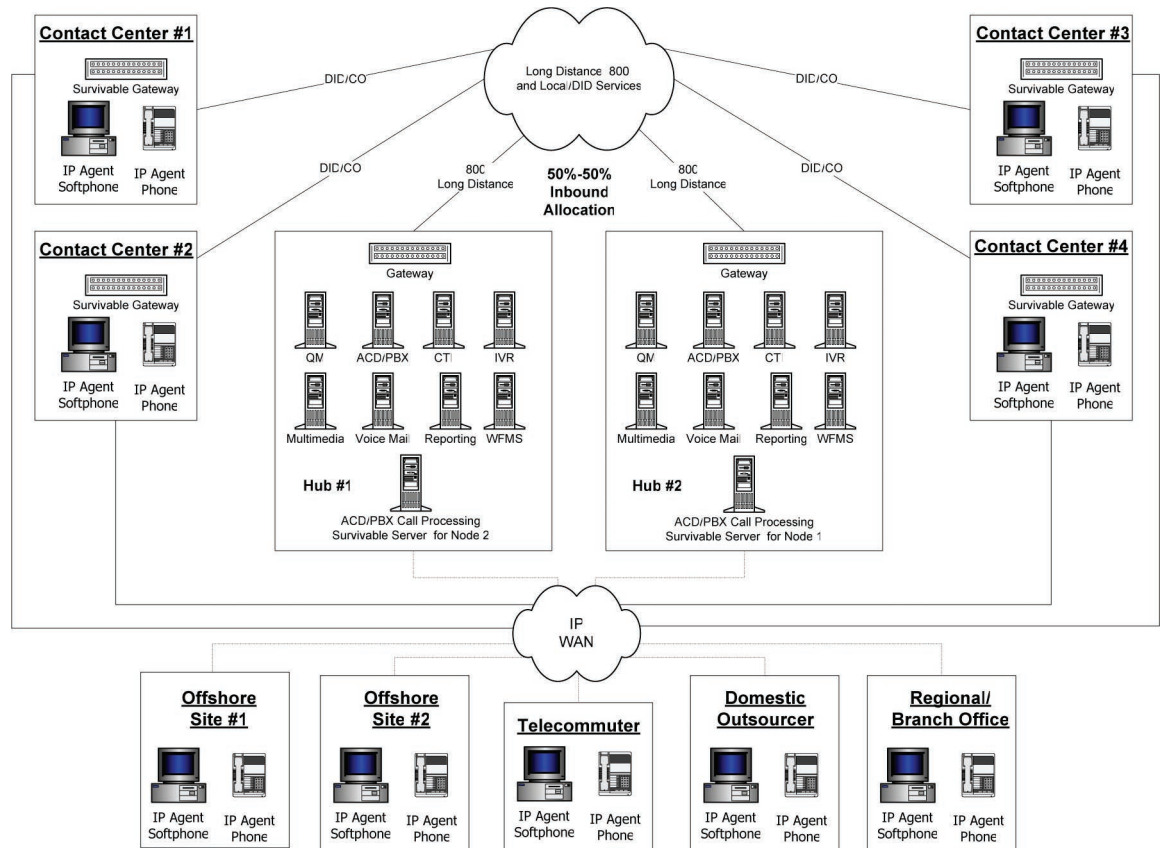 Contact Center #1
Survivable Gateway
IP Agent
Softphone
IP Agent
Phone
Contact Center #2
Survivable Gateway
IP Agent
Softphone
IP Agent
Phone
DID/CO
DID/CO
Long Distance 800
and Local/DID Services
DID/CO
DID/CO
800
Long Distance
50%-50%
Inbound
Allocation
800
Long Distance
Contact Center #3
Survivable Gateway
IP Agent
Softphone
IP Agent
Phone
Contact Center #4
Survivable Gateway
IP Agent
Softphone
IP Agent
Phone
Gateway
QM
ACD/PBX
CTI
IVR
Multimedia
Voice Mail
Reporting
WFMS
Hub #1
ACD/PBX Call Processing
Survivable Server for Node 2
Gateway
QM
ACD/PBX
CTI
IVR
Multimedia
Voice Mail
Reporting
WFMS
Hub #2
ACD/PBX Call Processing
Survivable Server for Node 1
IP
WAN
Offshore
Site #1
IP Agent
Softphone
IP Agent
Phone
Offshore
Site #2
IP Agent
Softphone
IP Agent
Phone
Telecommuter
IP Agent
Softphone
IP Agent
Phone
Domestic
Outsourcer
IP Agent
Softphone
IP Agent
Phone
Regional/
Branch Office
IP Agent
Softphone
IP Agent
Phone